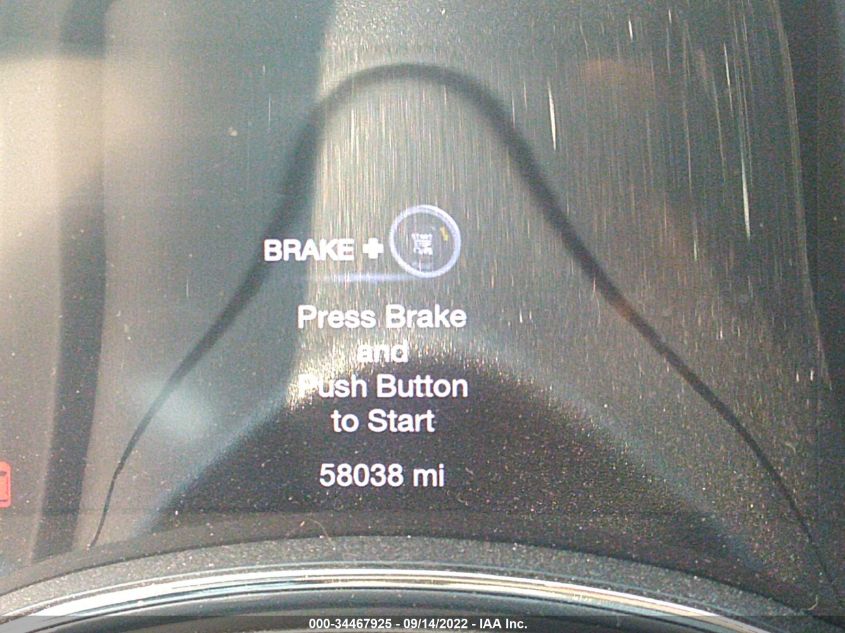 BRAKE +
Press Brake
and
Push Button
to Start
58038 mi
000-34467925 - 09/14/2022 - IAA Inc.